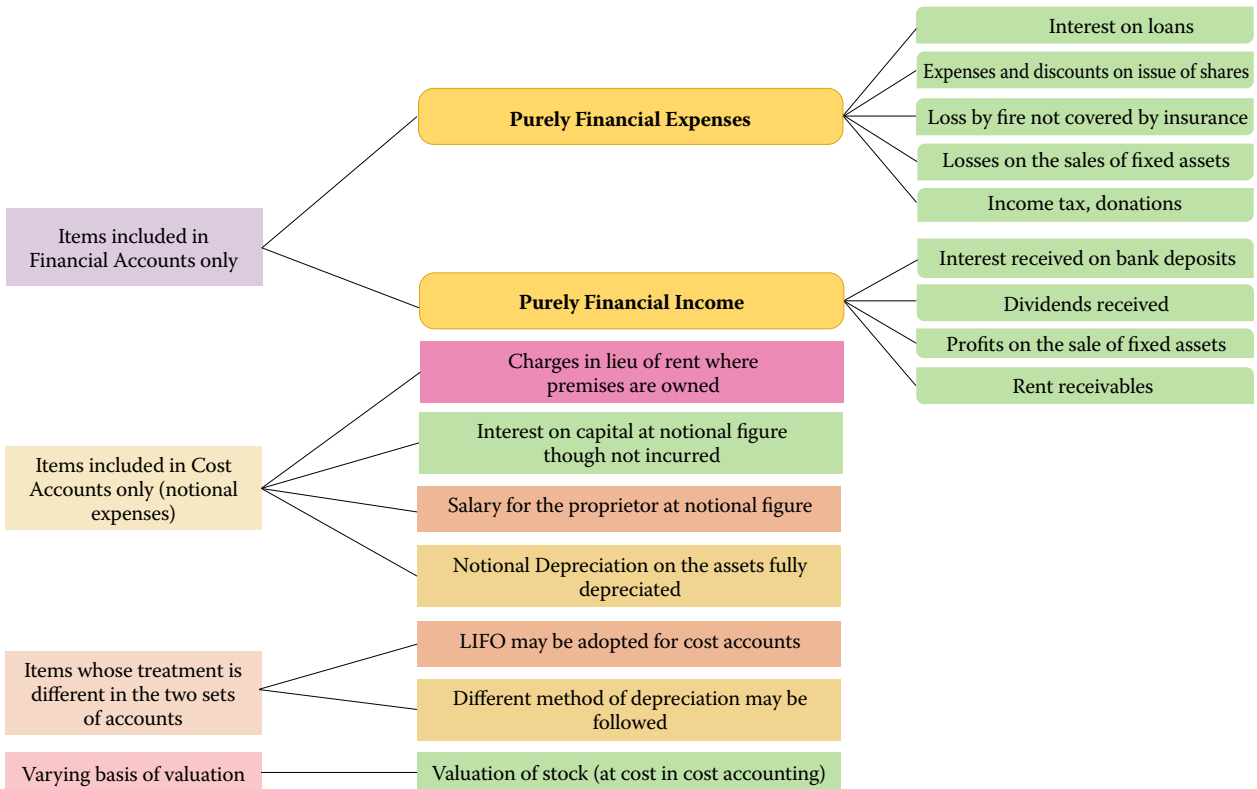 Items included in
Financial Accounts only
Purely Financial Expenses
Interest on loans
Expenses and discounts on issue of shares
Loss by fire not covered by insurance
Losses on the sales of fixed assets
Income tax, donations
Purely Financial Income
Interest received on bank deposits
Dividends received
Profits on the sale of fixed assets
Rent receivables
Items included in Cost
Accounts only (notional
expenses)
Charges in lieu of rent where
premises are owned
Interest on capital at notional figure
though not incurred
Salary for the proprietor at notional figure
Notional Depreciation on the assets fully
depreciated
Items whose treatment is
different in the two sets
of accounts
LIFO may be adopted for cost accounts
Different method of depreciation may be
followed
Varying basis of valuation
Valuation of stock (at cost in cost accounting)